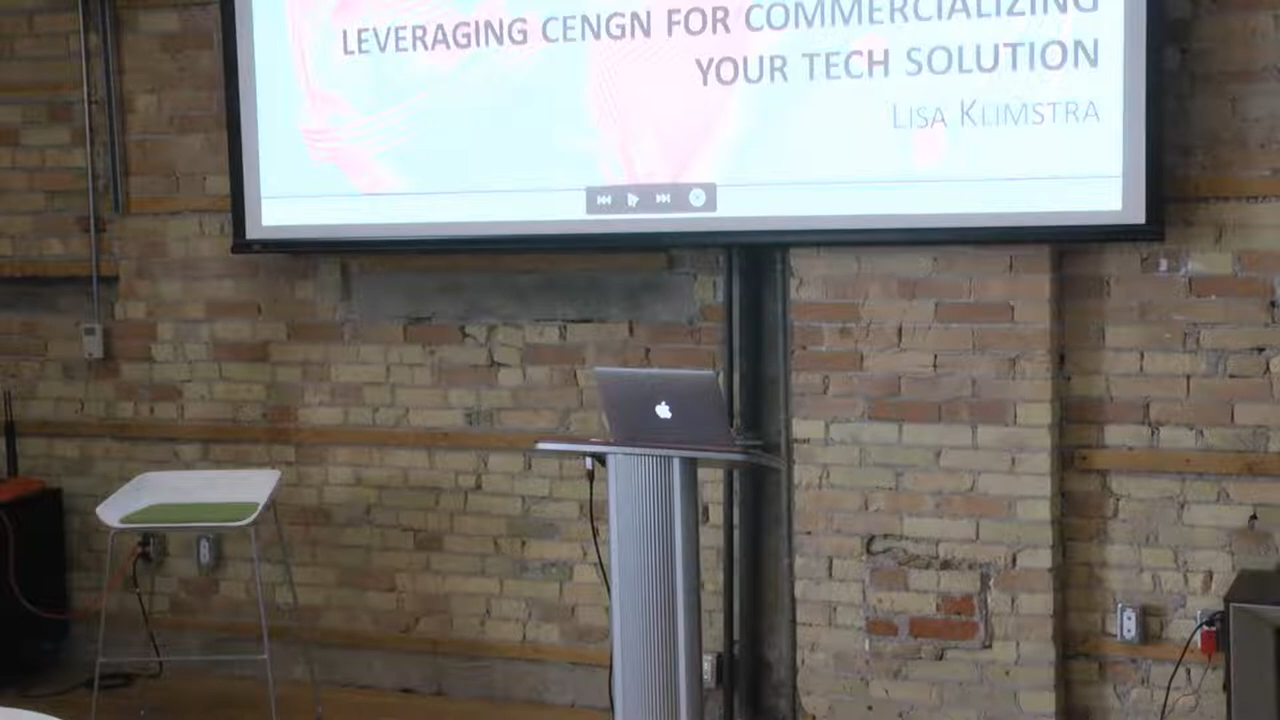 LEVERAGING CENGN FOR COMMERCIALIZING
YOUR TECH SOLUTION
LISA KLIMSTRA